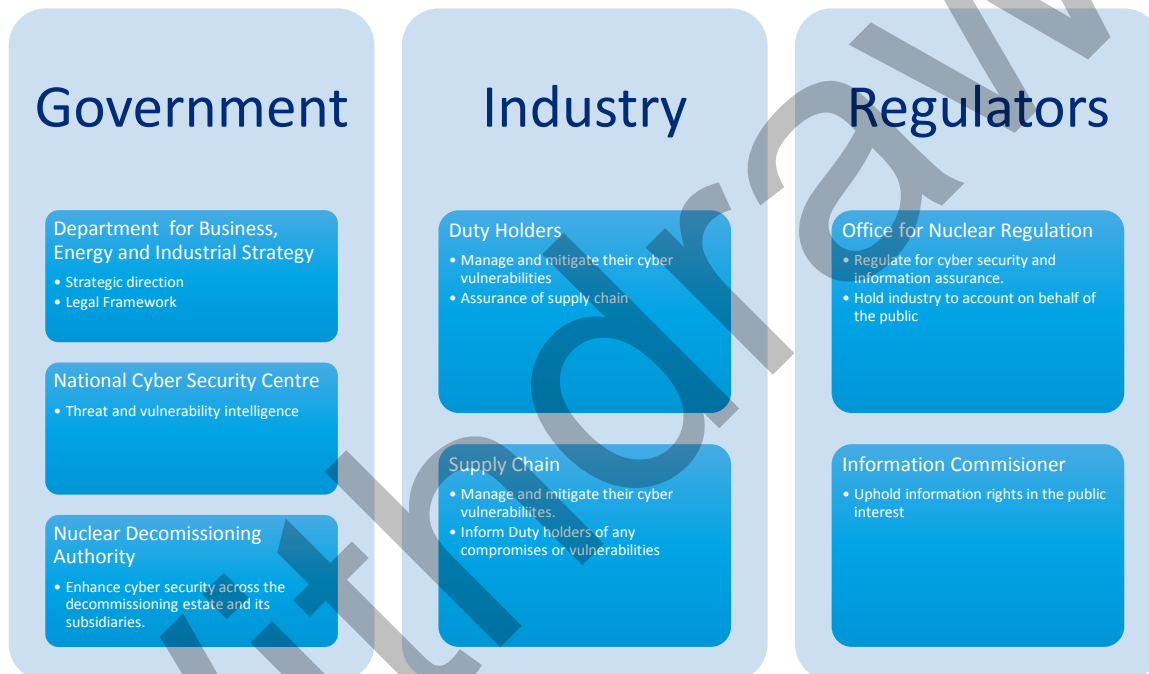 Government
Department  for Business,
Energy and Industrial Strategy
• Strategic direction
• Legal Framework
National Cyber Security Centre
• Threat and vulnerability intelligence
Nuclear Decomissioning
Authority
• Enhance cyber security across the
decommissioning estate and its
subsidiaries.
Industry
Duty Holders
• Manage and mitigate their cyber
vulnerabilities
• Assurance of supply chain
Supply Chain
• Manage and mitigate their cyber
vulnerabiliites.
• Inform Duty holders of any
compromises or vulnerabilities
Regulators
Office for Nuclear Regulation
• Regulate for cyber security and
information assurance.
• Hold industry to account on behalf of
the public
Information Commisioner
• Uphold information rights in the public
interest
ithdraw